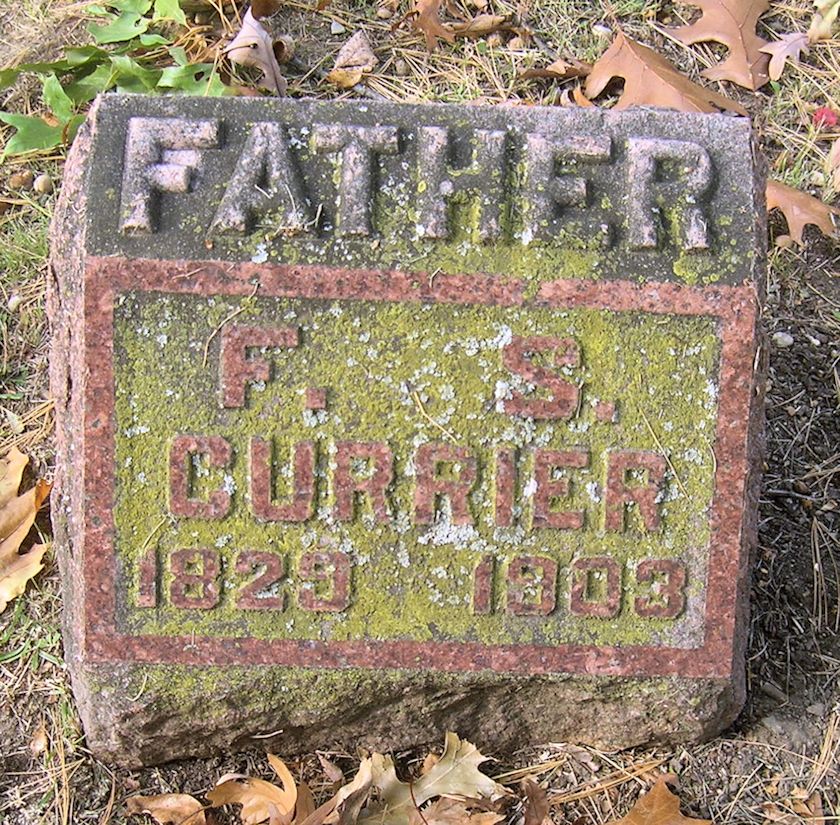 FATHER
F. S.
CURRIER
1829 1903